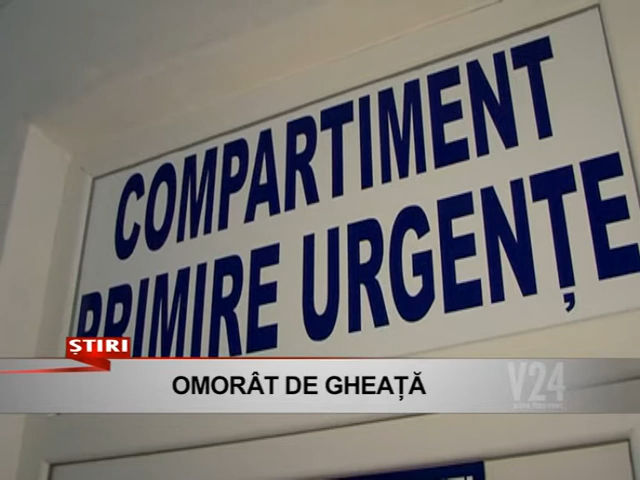 COMPARTIMENT
PRIMIRE URGENȚE
ȘTIRI
OMORÂT DE GHEAȚĂ
V24